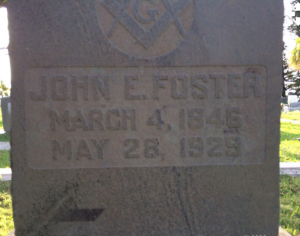 JOHN E. FOSTER
MARCH 4, 1846
MAY 28, 1929